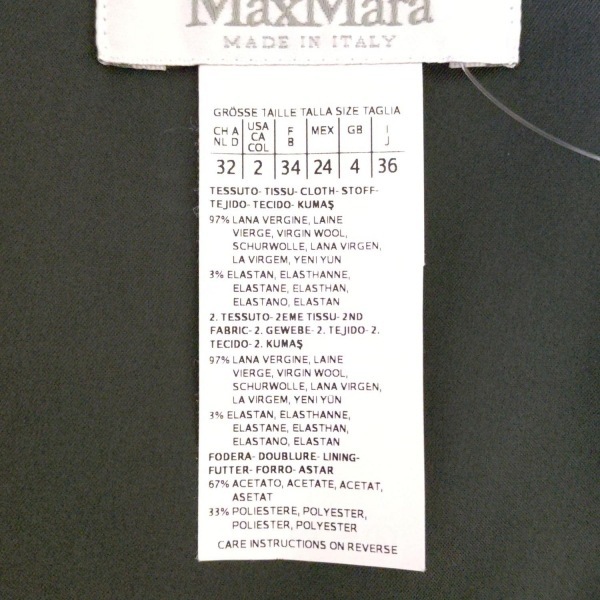 MaxMara
MADE IN ITALY
GRÖSSE TAILLE TALLA SIZE TAGLIA
CH A NL D USA CA COL F B MEX GB I J
32 2 34 24 4 36
TESSUTO- TISSU- CLOTH- STOFF-
TEJIDO- TECIDO- KUMAŞ
97% LANA VERGINE, LAINE
VIERGE, VIRGIN WOOL,
SCHURWOLLE, LANA VIRGEN,
LA VIRGEM, YENI YÜN
3% ELASTAN, ELASTHANNE,
ELASTANE, ELASTHAN,
ELASTANO, ELASTAN
2. TESSUTO- 2EME TISSU- 2ND
FABRIC- 2. GEWEBE- 2. TEJIDO- 2.
TECIDO- 2. KUMAŞ
97% LANA VERGINE, LAINE
VIERGE, VIRGIN WOOL,
SCHURWOLLE, LANA VIRGEN,
LA VIRGEM, YENI YÜN
3% ELASTAN, ELASTHANNE,
ELASTANE, ELASTHAN,
ELASTANO, ELASTAN
FODERA- DOUBLURE- LINING-
FUTTER- FORRO- ASTAR
67% ACETATO, ACETATE, ACETAT,
ASETAT
33% POLIESTERE, POLYESTER,
POLIESTER, POLYESTER
CARE INSTRUCTIONS ON REVERSE